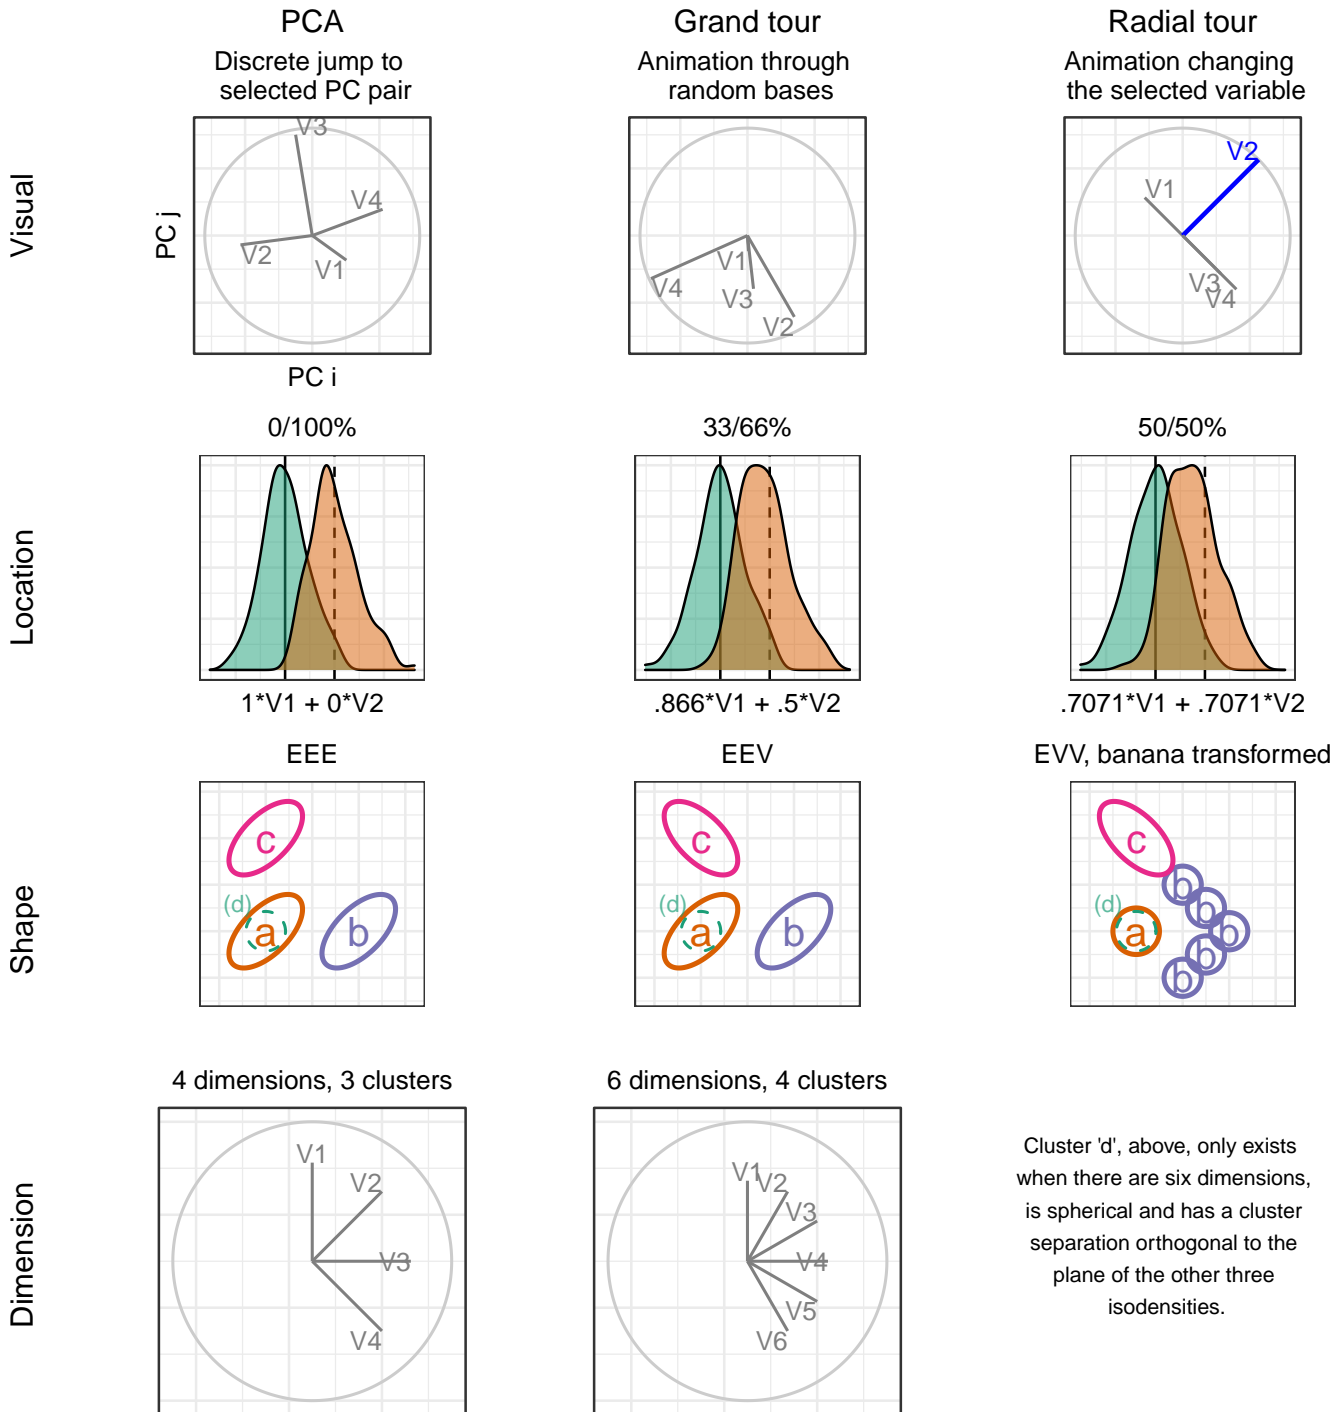 PCA
Grand tour
Radial tour
Discrete jump to
selected PC pair
Animation through
random bases
Animation changing
the selected variable
Visual
PC j
V3
V4
V2
V1
PC i
V1
V4
V3
V2
V2
V1
V3
V4
Location
0/100%
33/66%
50/50%
1*V1 + 0*V2
.866*V1 + .5*V2
.7071*V1 + .7071*V2
Shape
EEE
EEV
EVV, banana transformed
c
(d)
a
b
c
(d)
a
b
c
(d)
a
b
b
b
b
b
Dimension
4 dimensions, 3 clusters
6 dimensions, 4 clusters
V1
V2
V3
V4
V1
V2
V3
V4
V5
V6
Cluster 'd', above, only exists
when there are six dimensions,
is spherical and has a cluster
separation orthogonal to the
plane of the other three
isodensities.